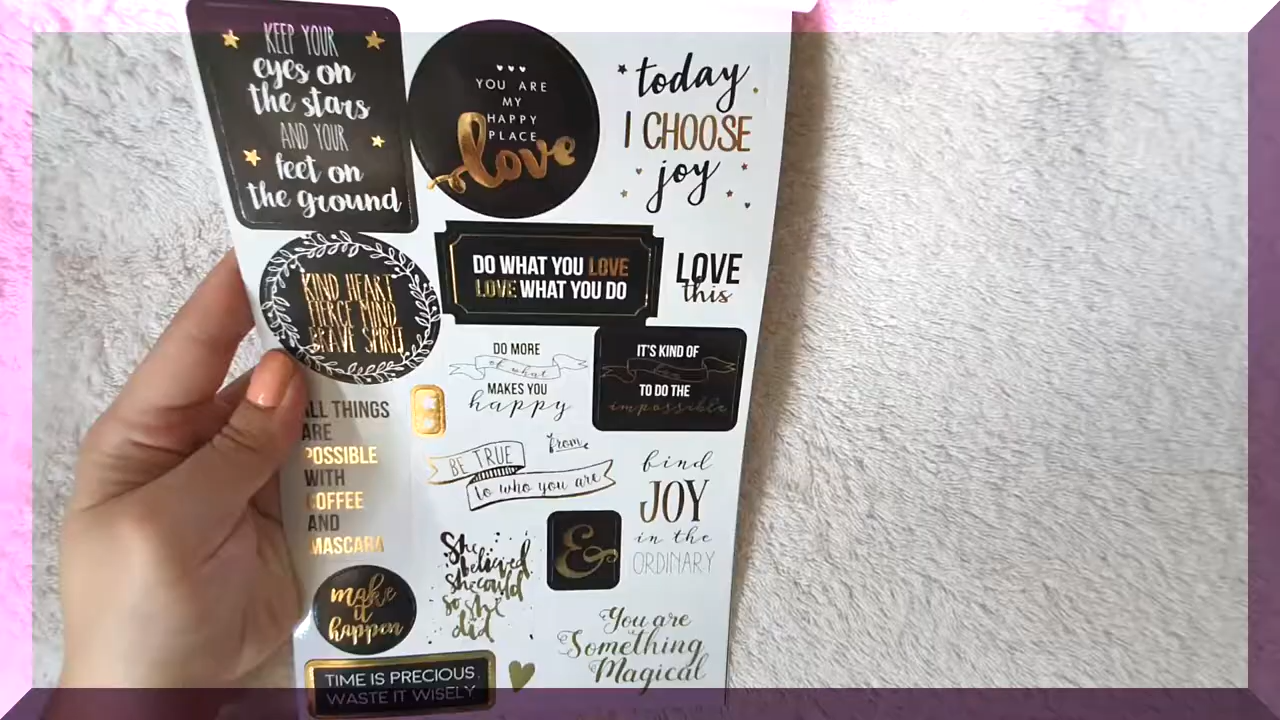 KEEP YOUR
eyes on
the stars
AND YOUR
feet on
the ground
YOU ARE
MY
HAPPY
PLACE
love
today
I CHOOSE
joy
KIND HEART
FIERCE MIND
BRAVE SPIRIT
DO WHAT YOU LOVE
LOVE WHAT YOU DO
LOVE
this
DO MORE
of what
MAKES YOU
happy
IT'S KIND OF
fun
TO DO THE
impossible
ALL THINGS
ARE
POSSIBLE
WITH
COFFEE
AND
MASCARA
BE TRUE
from
to who you are
find
JOY
in the
ORDINARY
She
believed
she could
so she
did
&
make
it
happen
You are
Something
Magical
TIME IS PRECIOUS
WASTE IT WISELY